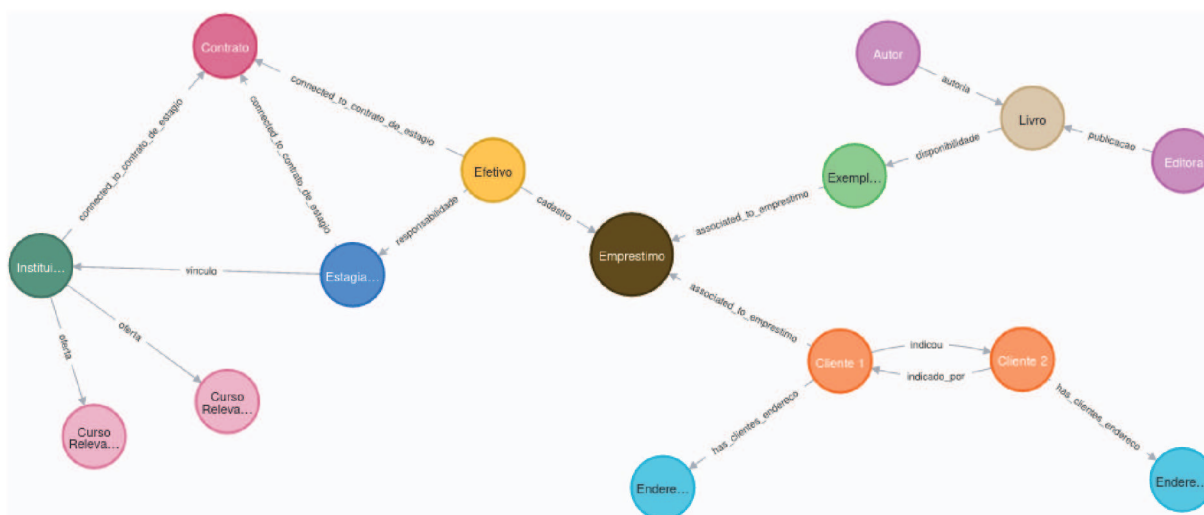 Contrato
Autor
autoria
Livro
publicacao
Editora
disponibilidade
Exempl...
connected_to_contrato_de_estagio
connected_to_contrato_de_estagio
connected_to_contrato_de_estagio
Efetivo
cadastro
responsabilidade
associated_to_emprestimo
Emprestimo
Institui...
vinculo
Estagia...
associated_to_emprestimo
oferta
oferta
Cliente 1
indicou
indicado_por
Cliente 2
Curso
Releva...
Curso
Releva...
has_clientes_endereco
has_clientes_endereco
Endere...
Endere...